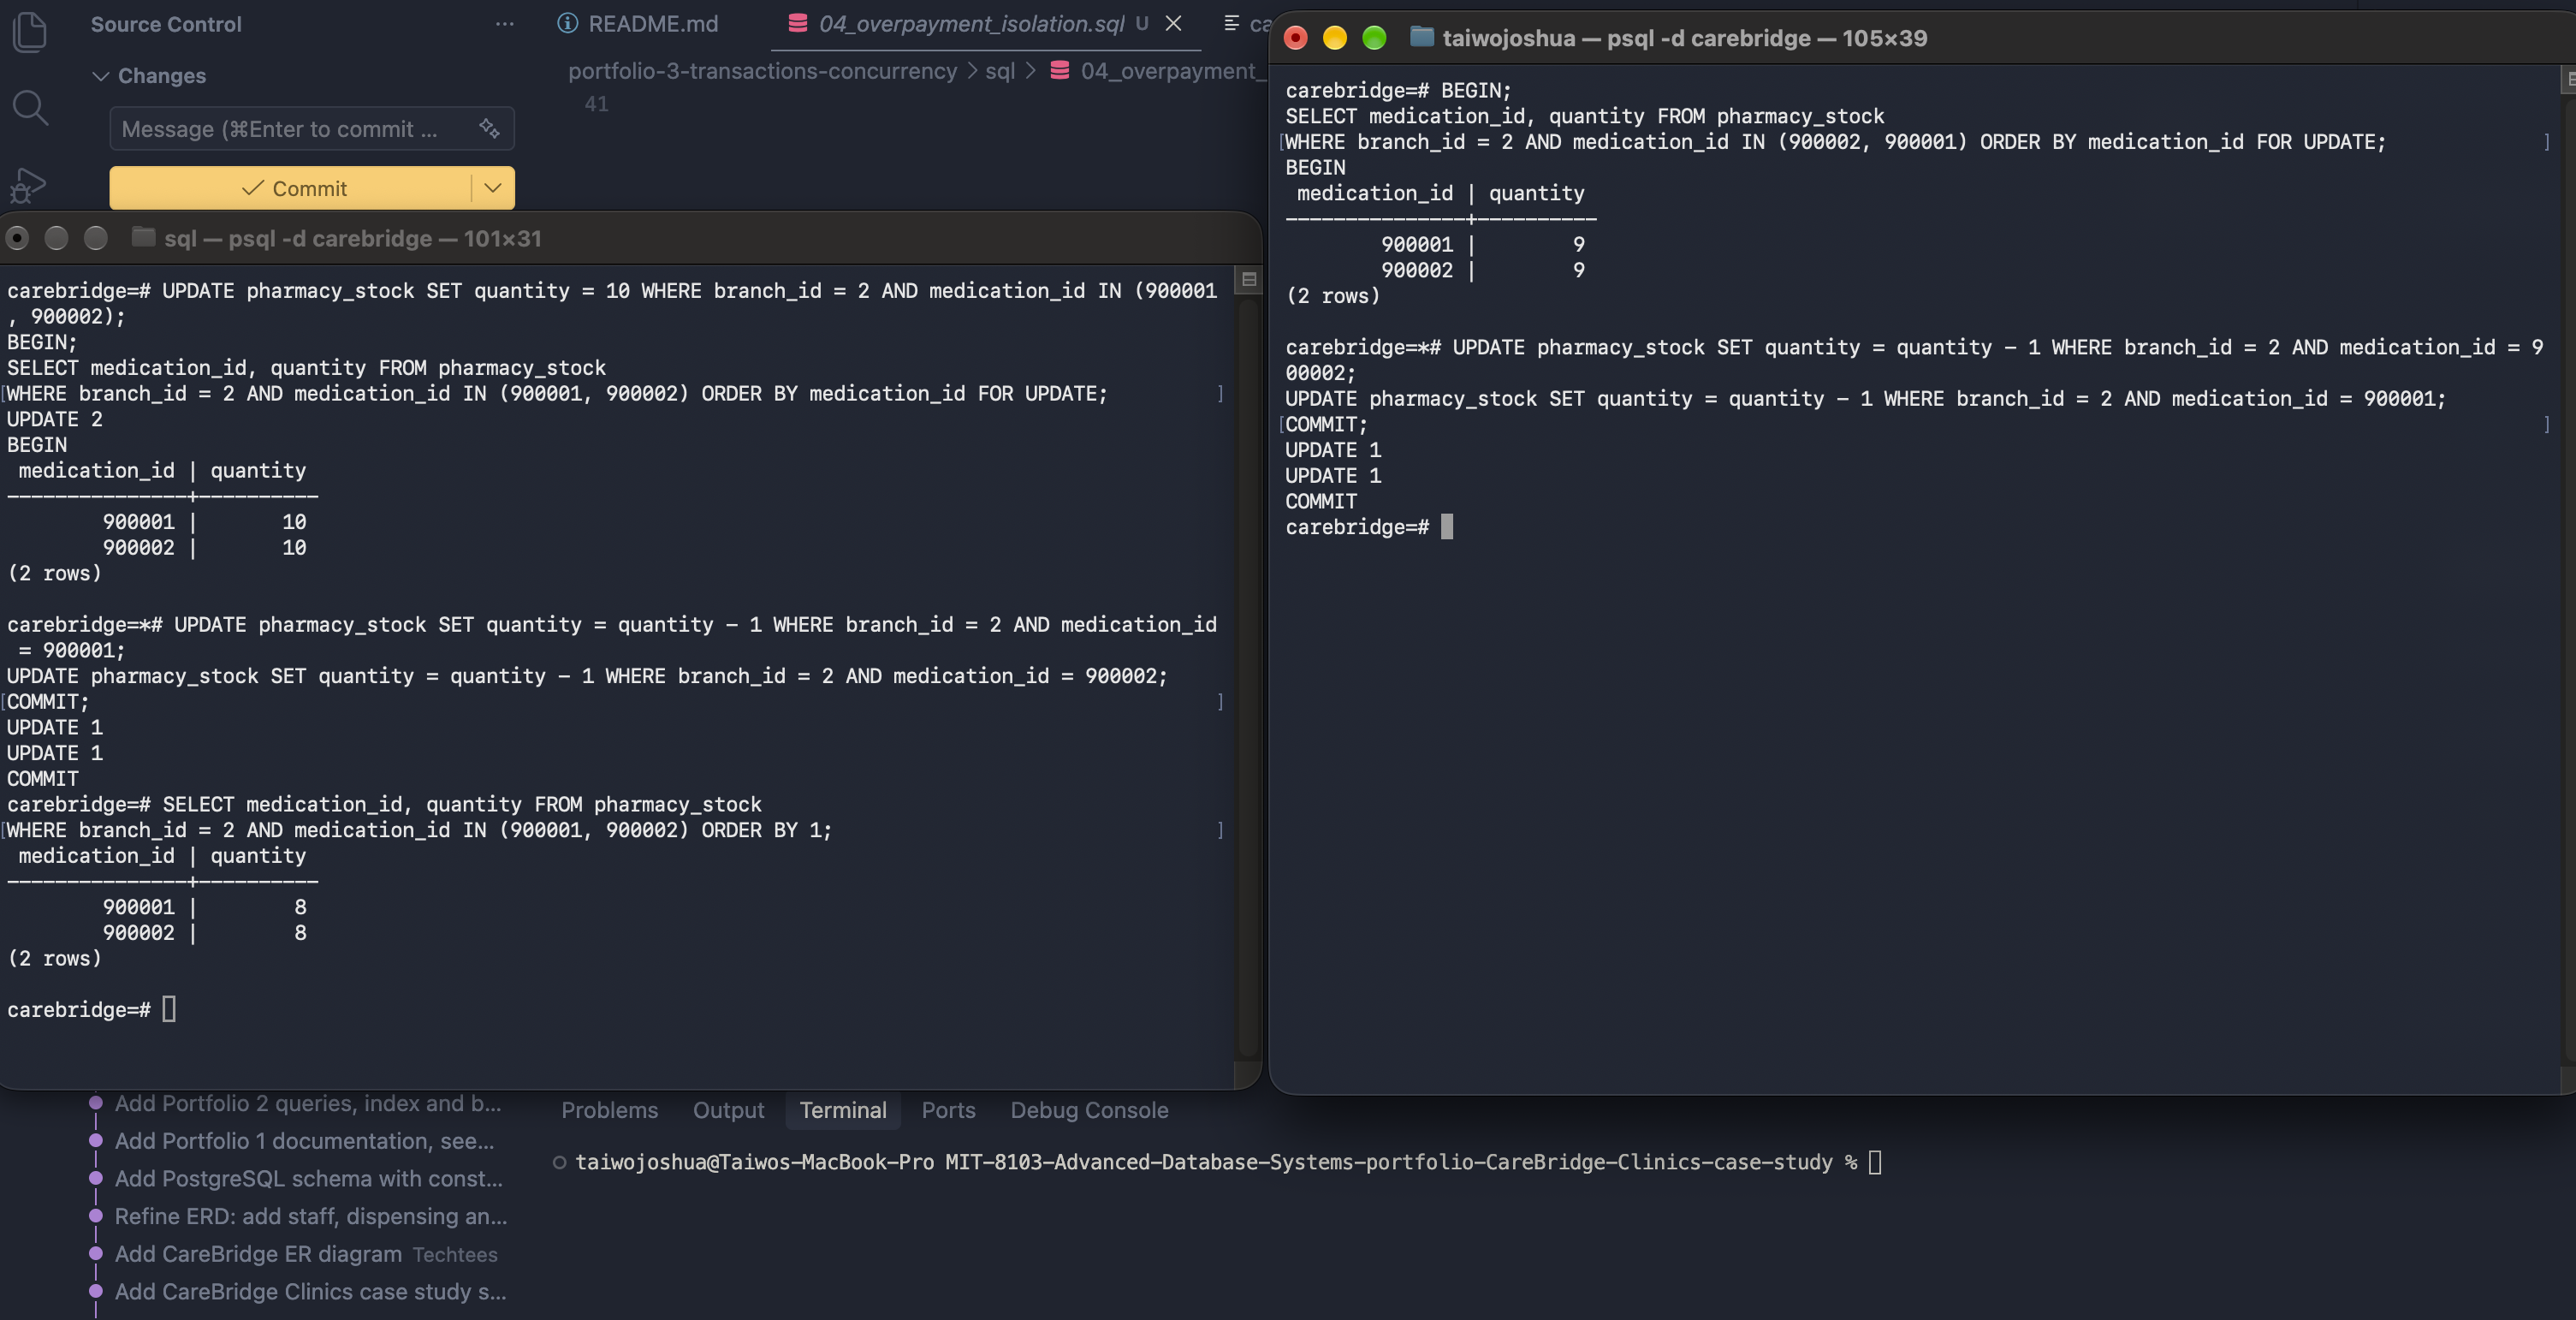 Source Control
···
README.md
04_overpayment_isolation.sql U
ca
Changes
portfolio-3-transactions-concurrency > sql > 04_overpayment_
41
Message (⌘Enter to commit ...
Commit
sql — psql -d carebridge — 101×31
carebridge=# UPDATE pharmacy_stock SET quantity = 10 WHERE branch_id = 2 AND medication_id IN (900001
, 900002);
BEGIN;
SELECT medication_id, quantity FROM pharmacy_stock
[WHERE branch_id = 2 AND medication_id IN (900001, 900002) ORDER BY medication_id FOR UPDATE; ]
UPDATE 2
BEGIN
 medication_id | quantity
---------------+----------
        900001 |       10
        900002 |       10
(2 rows)
carebridge=*# UPDATE pharmacy_stock SET quantity = quantity - 1 WHERE branch_id = 2 AND medication_id
 = 900001;
UPDATE pharmacy_stock SET quantity = quantity - 1 WHERE branch_id = 2 AND medication_id = 900002;
[COMMIT; ]
UPDATE 1
UPDATE 1
COMMIT
carebridge=# SELECT medication_id, quantity FROM pharmacy_stock
[WHERE branch_id = 2 AND medication_id IN (900001, 900002) ORDER BY 1; ]
 medication_id | quantity
---------------+----------
        900001 |        8
        900002 |        8
(2 rows)
carebridge=#
taiwojoshua — psql -d carebridge — 105×39
carebridge=# BEGIN;
SELECT medication_id, quantity FROM pharmacy_stock
[WHERE branch_id = 2 AND medication_id IN (900002, 900001) ORDER BY medication_id FOR UPDATE; ]
BEGIN
 medication_id | quantity
---------------+----------
        900001 |        9
        900002 |        9
(2 rows)
carebridge=*# UPDATE pharmacy_stock SET quantity = quantity - 1 WHERE branch_id = 2 AND medication_id = 9
00002;
UPDATE pharmacy_stock SET quantity = quantity - 1 WHERE branch_id = 2 AND medication_id = 900001;
[COMMIT; ]
UPDATE 1
UPDATE 1
COMMIT
carebridge=#
Add Portfolio 2 queries, index and b...
Add Portfolio 1 documentation, see...
Add PostgreSQL schema with const...
Refine ERD: add staff, dispensing an...
Add CareBridge ER diagram Techtees
Add CareBridge Clinics case study s...
Problems Output Terminal Ports Debug Console
taiwojoshua@Taiwos-MacBook-Pro MIT-8103-Advanced-Database-Systems-portfolio-CareBridge-Clinics-case-study %